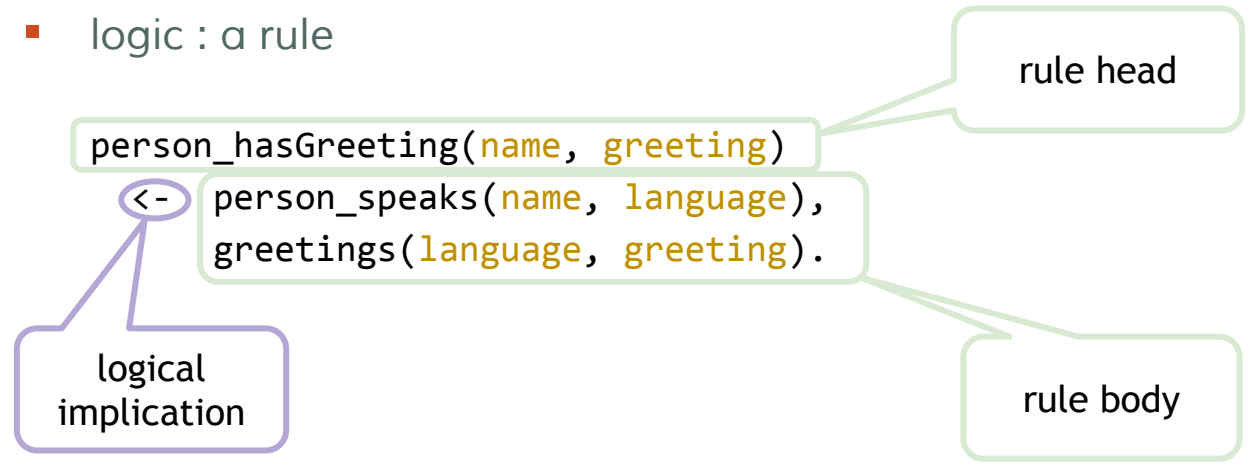 logic : a rule
rule head
person_hasGreeting(name, greeting)
<- person_speaks(name, language),
greetings(language, greeting).
logical
implication
rule body